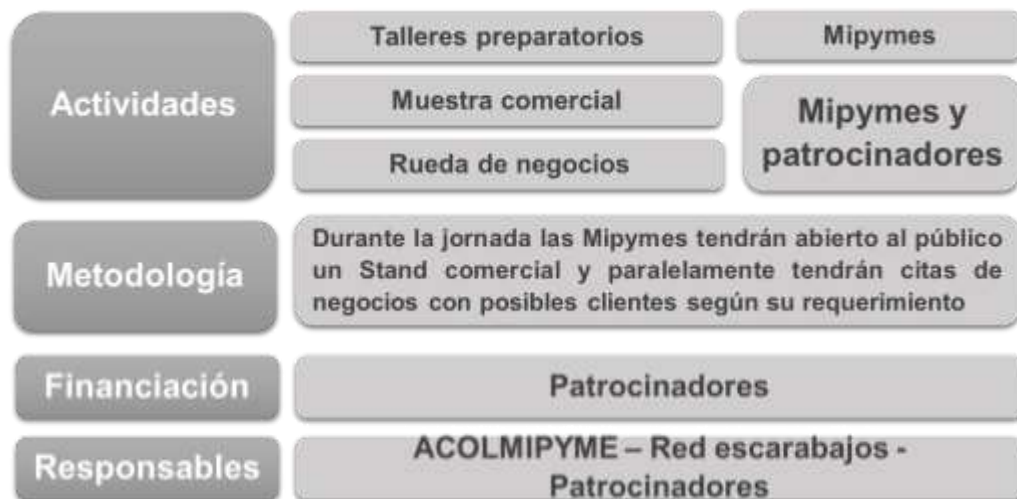 Actividades
Talleres preparatorios
Mipymes
Muestra comercial
Rueda de negocios
Mipymes y
patrocinadores
Metodología
Durante la jornada las Mipymes tendrán abierto al público
un Stand comercial y paralelamente tendrán citas de
negocios con posibles clientes según su requerimiento
Financiación
Patrocinadores
Responsables
ACOLMIPYME – Red escarabajos -
Patrocinadores